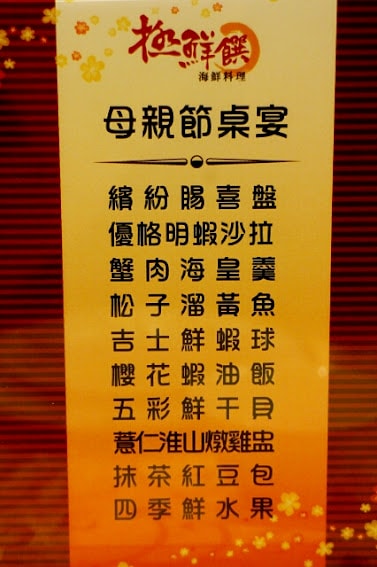 極鮮饌
海鮮料理
母親節桌宴
繽紛賜喜盤
優格明蝦沙拉
蟹肉海皇羹
松子溜黃魚
吉士鮮蝦球
櫻花蝦油飯
五彩鮮干貝
薏仁淮山燉雞盅
抹茶紅豆包
四季鮮水果